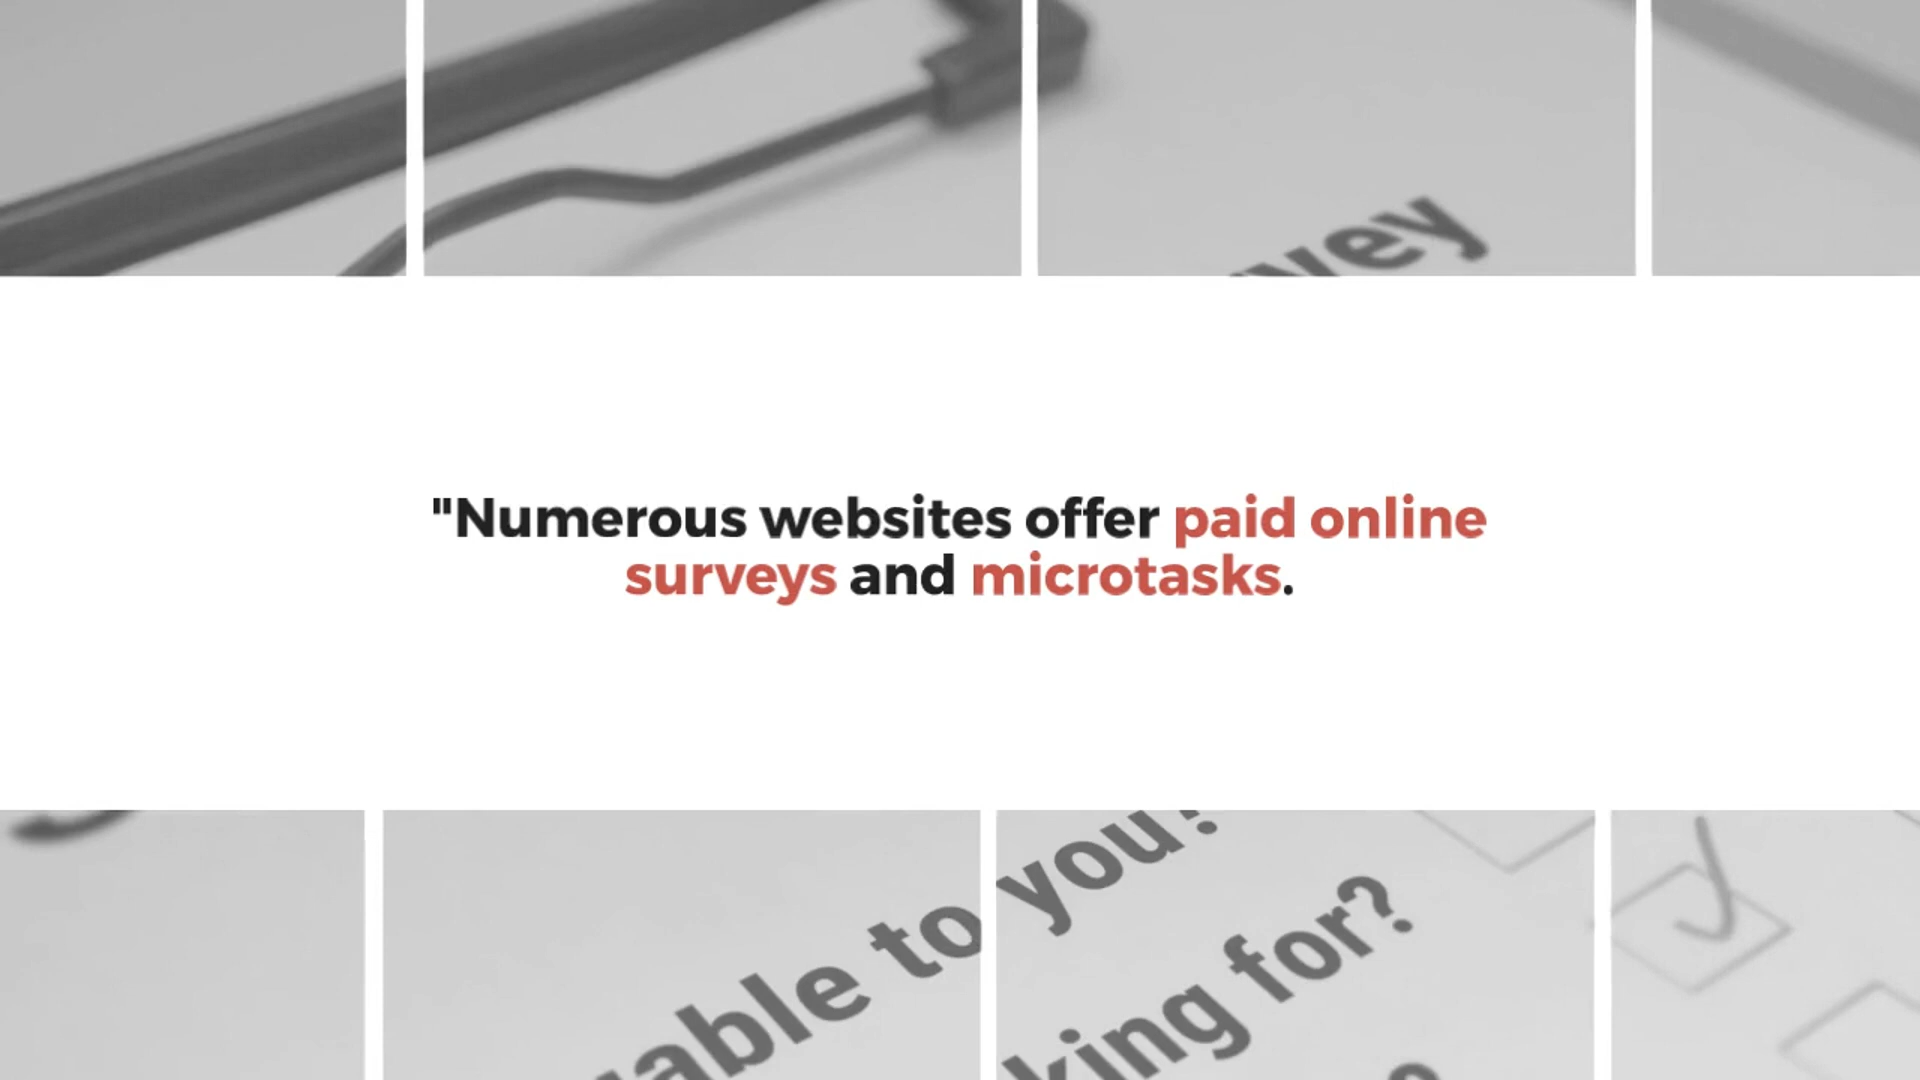 vey
"Numerous websites offer paid online
surveys and microtasks.
able to you?
king for?